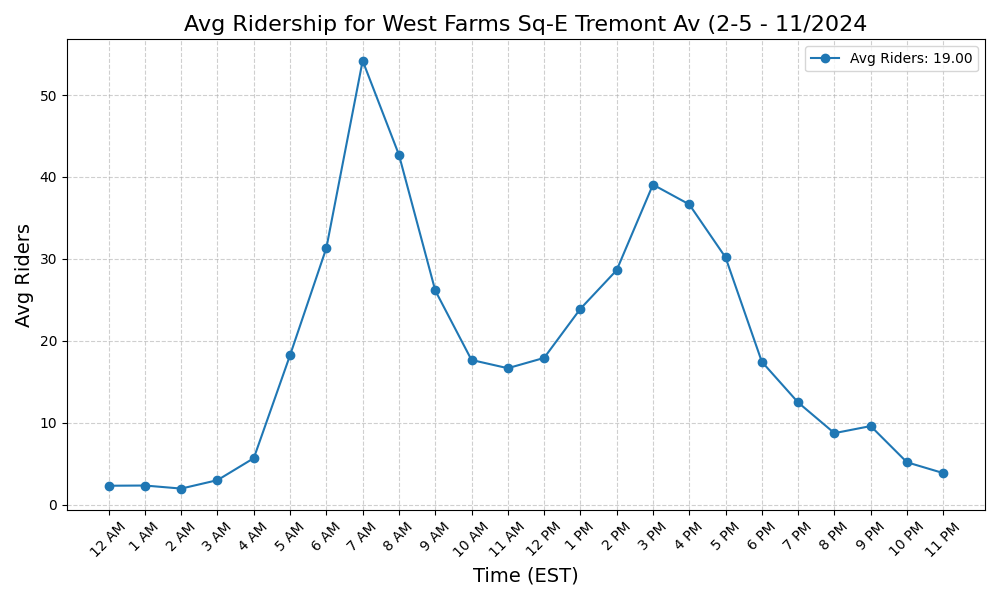 Avg Ridership for West Farms Sq-E Tremont Av (2-5 - 11/2024
Avg Riders: 19.00
Avg Riders
50
40
30
20
10
0
12 AM
1 AM
2 AM
3 AM
4 AM
5 AM
6 AM
7 AM
8 AM
9 AM
10 AM
11 AM
12 PM
1 PM
2 PM
3 PM
4 PM
5 PM
6 PM
7 PM
8 PM
9 PM
10 PM
11 PM
Time (EST)